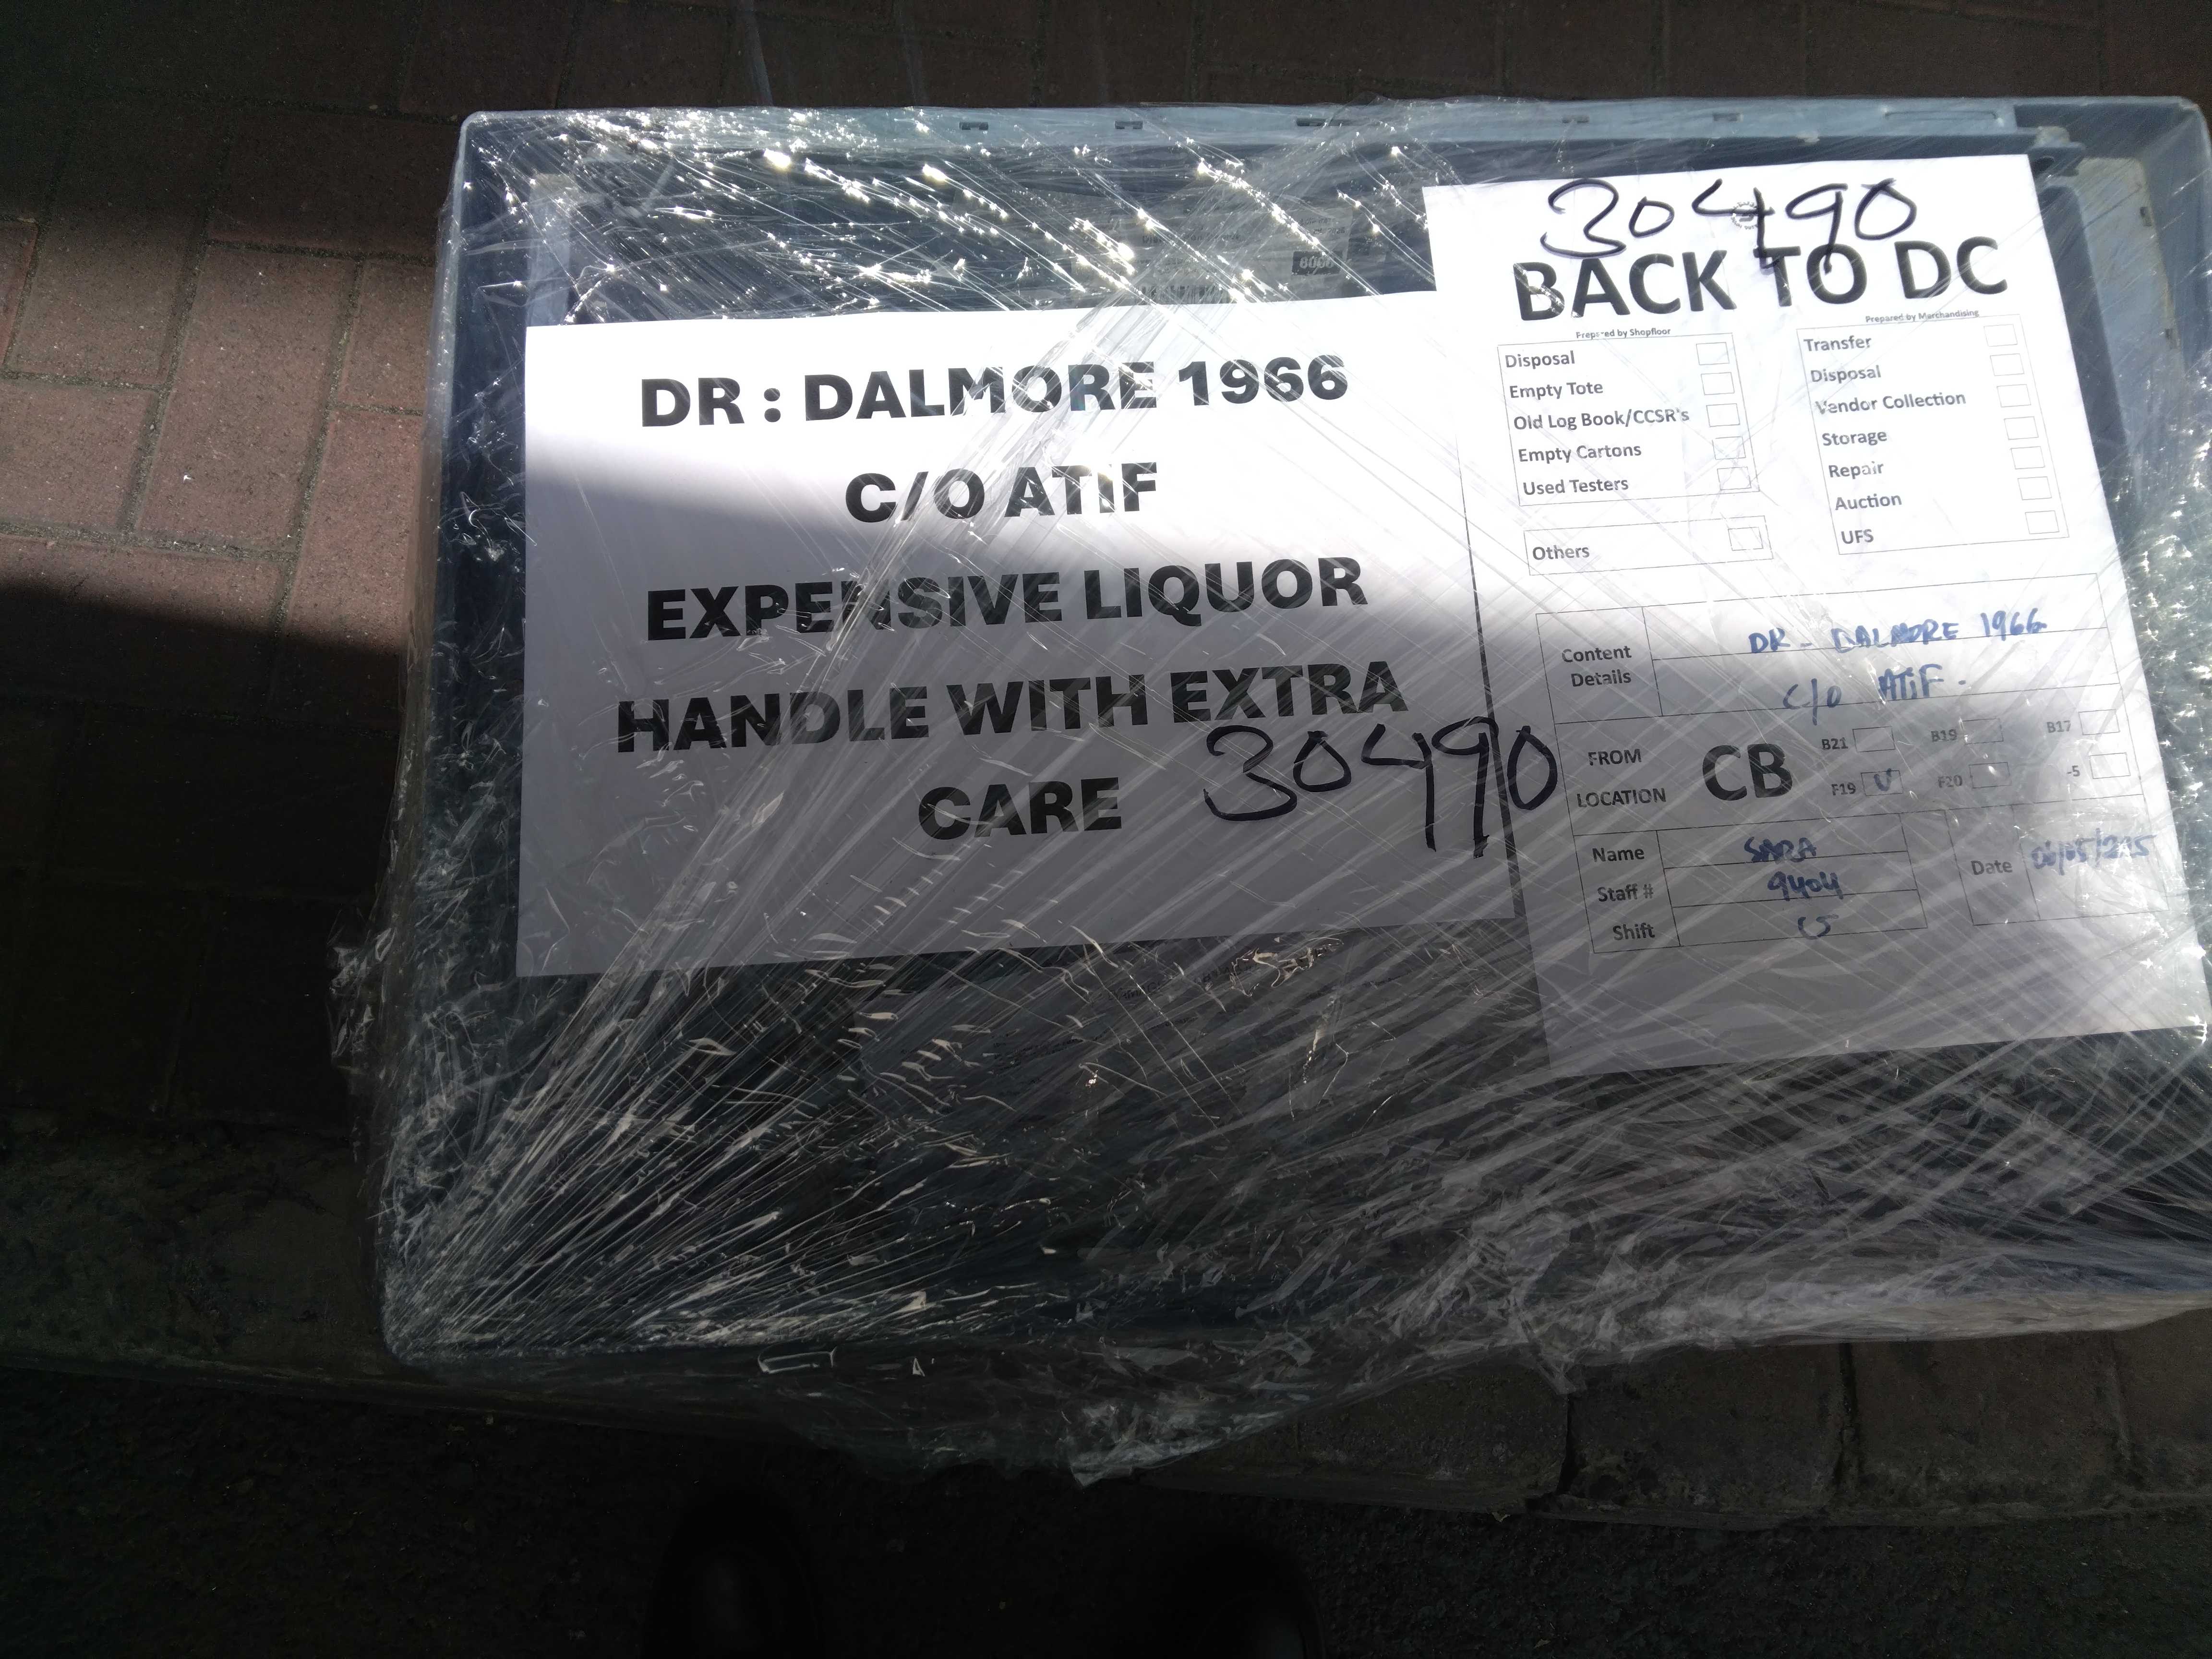 DR : DALMORE 1966
C/O ATIF
EXPENSIVE LIQUOR
HANDLE WITH EXTRA
CARE
30490
30490
BACK TO DC
Prepared by Shopfloor
Disposal
Empty Tote
Old Log Book/CCSR's
Empty Cartons
Used Testers
Others
Prepared by Marchandising
Transfer
Disposal
Vendor Collection
Storage
Repair
Auction
UFS
Content Details
DR - DALMORE 1966
C/O ATIF.
FROM LOCATION
CB
B21 B19 B17
F19 F20 -5
Name SARA
Staff # 9404
Shift
Date